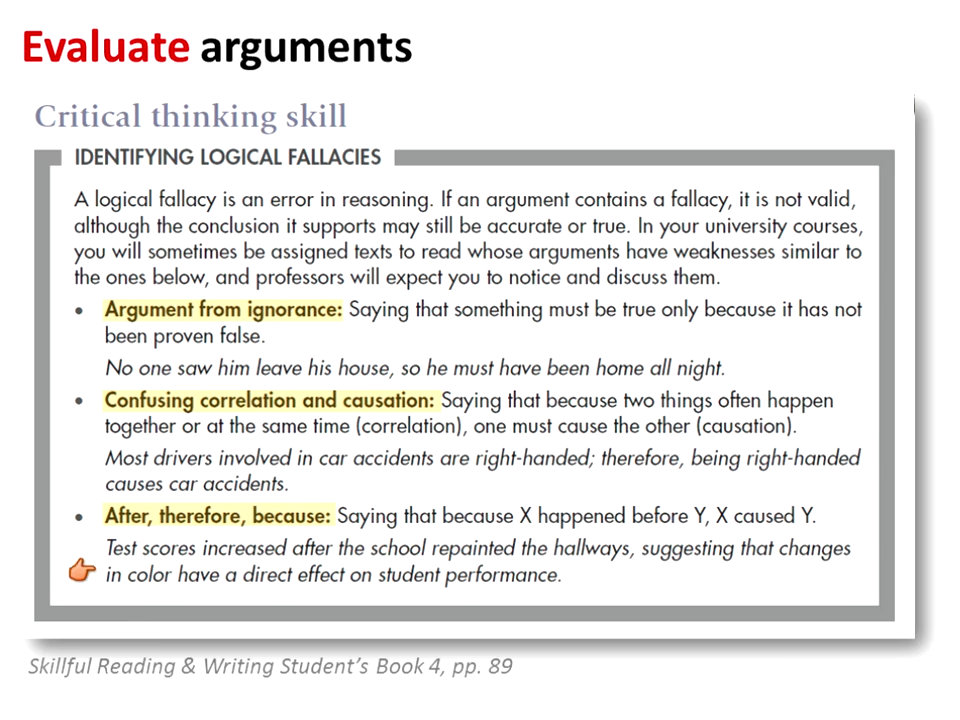 Evaluate arguments
Critical thinking skill
IDENTIFYING LOGICAL FALLACIES
A logical fallacy is an error in reasoning. If an argument contains a fallacy, it is not valid,
although the conclusion it supports may still be accurate or true. In your university courses,
you will sometimes be assigned texts to read whose arguments have weaknesses similar to
the ones below, and professors will expect you to notice and discuss them.
• Argument from ignorance: Saying that something must be true only because it has not
been proven false.
No one saw him leave his house, so he must have been home all night.
• Confusing correlation and causation: Saying that because two things often happen
together or at the same time (correlation), one must cause the other (causation).
Most drivers involved in car accidents are right-handed; therefore, being right-handed
causes car accidents.
• After, therefore, because: Saying that because X happened before Y, X caused Y.
Test scores increased after the school repainted the hallways, suggesting that changes
in color have a direct effect on student performance.
Skillful Reading & Writing Student's Book 4, pp. 89